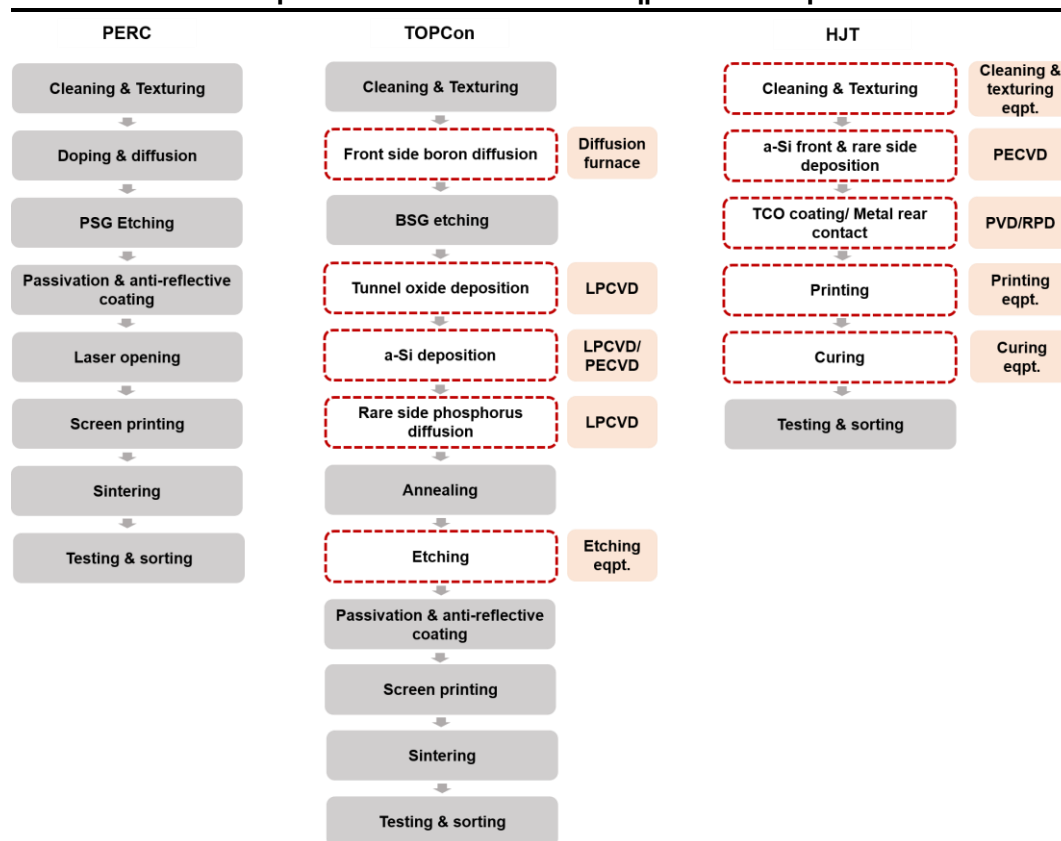 PERC
Cleaning & Texturing
Doping & diffusion
PSG Etching
Passivation & anti-reflective
coating
Laser opening
Screen printing
Sintering
Testing & sorting
TOPCon
Cleaning & Texturing
Front side boron diffusion
Diffusion
furnace
BSG etching
Tunnel oxide deposition
LPCVD
a-Si deposition
LPCVD/
PECVD
Rare side phosphorus
diffusion
LPCVD
Annealing
Etching
Etching
eqpt.
Passivation & anti-reflective
coating
Screen printing
Sintering
Testing & sorting
HJT
Cleaning & Texturing
Cleaning &
texturing
eqpt.
a-Si front & rare side
deposition
PECVD
TCO coating/ Metal rear
contact
PVD/RPD
Printing
Printing
eqpt.
Curing
Curing
eqpt.
Testing & sorting